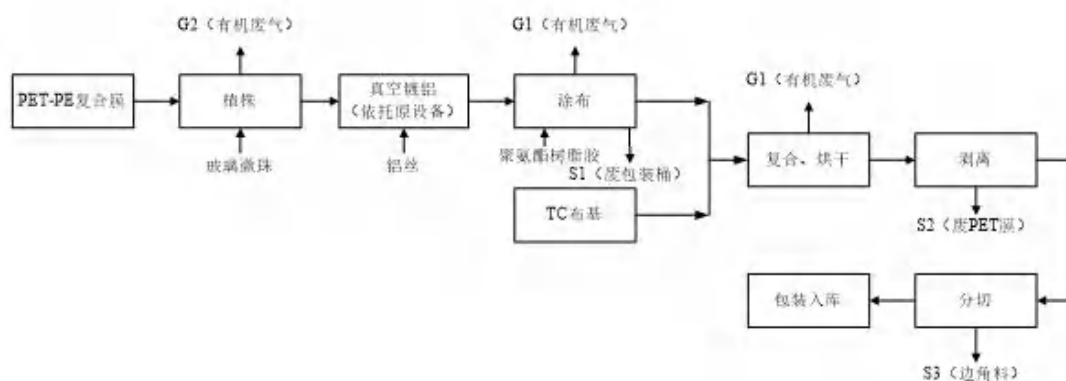 G2（有机废气）
G1（有机废气）
G1（有机废气）
PET-PE复合膜
植株
真空镀铝
（依托原设备）
涂布
复合、烘干
剥离
玻璃微珠
铝丝
聚氨酯树脂胶
S1（废包装桶）
TC布基
S2（废PET膜）
包装入库
分切
S3（边角料）